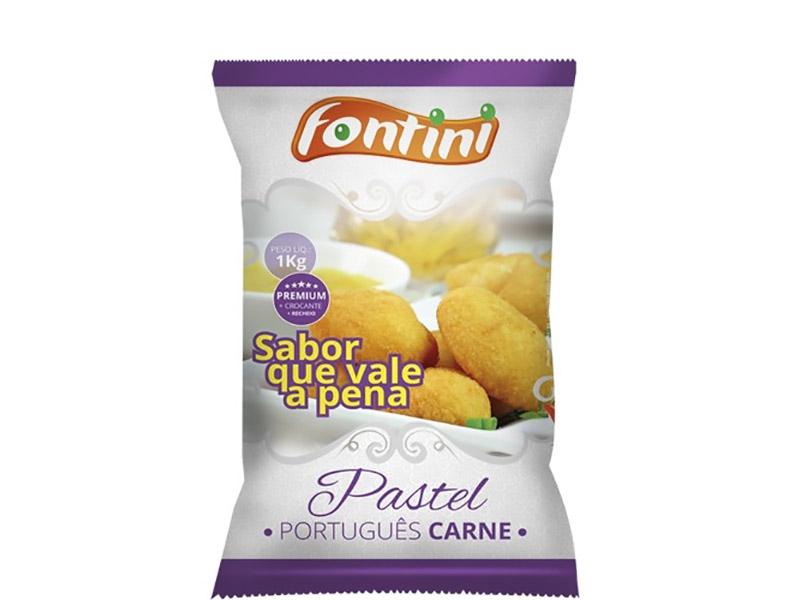 fontini
PESO LÍQ.:
1Kg
PREMIUM
+ CROCANTE
+ RECHEIO
Sabor
que vale
a pena
Pastel
• PORTUGUÊS CARNE •